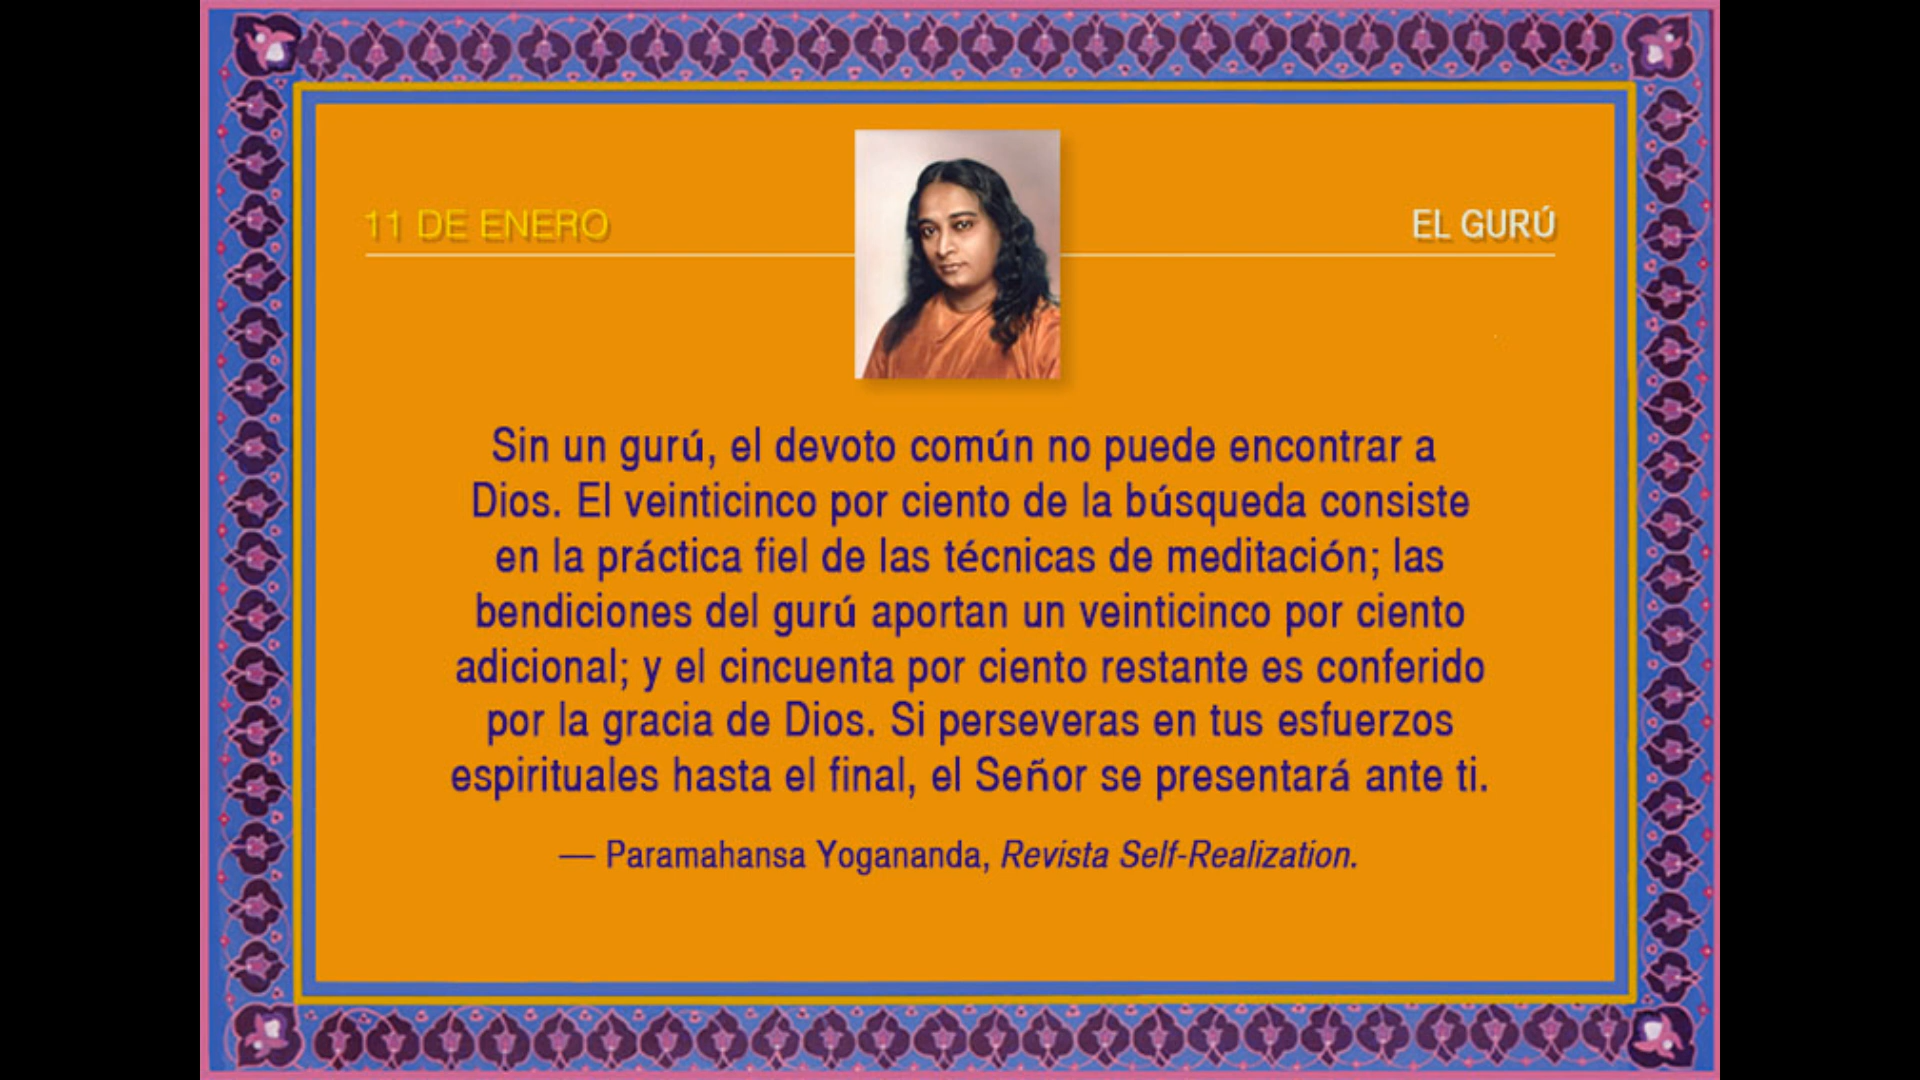 11 DE ENERO
EL GURÚ
Sin un gurú, el devoto común no puede encontrar a
Dios. El veinticinco por ciento de la búsqueda consiste
en la práctica fiel de las técnicas de meditación; las
bendiciones del gurú aportan un veinticinco por ciento
adicional; y el cincuenta por ciento restante es conferido
por la gracia de Dios. Si perseveras en tus esfuerzos
espirituales hasta el final, el Señor se presentará ante ti.
— Paramahansa Yogananda, Revista Self-Realization.